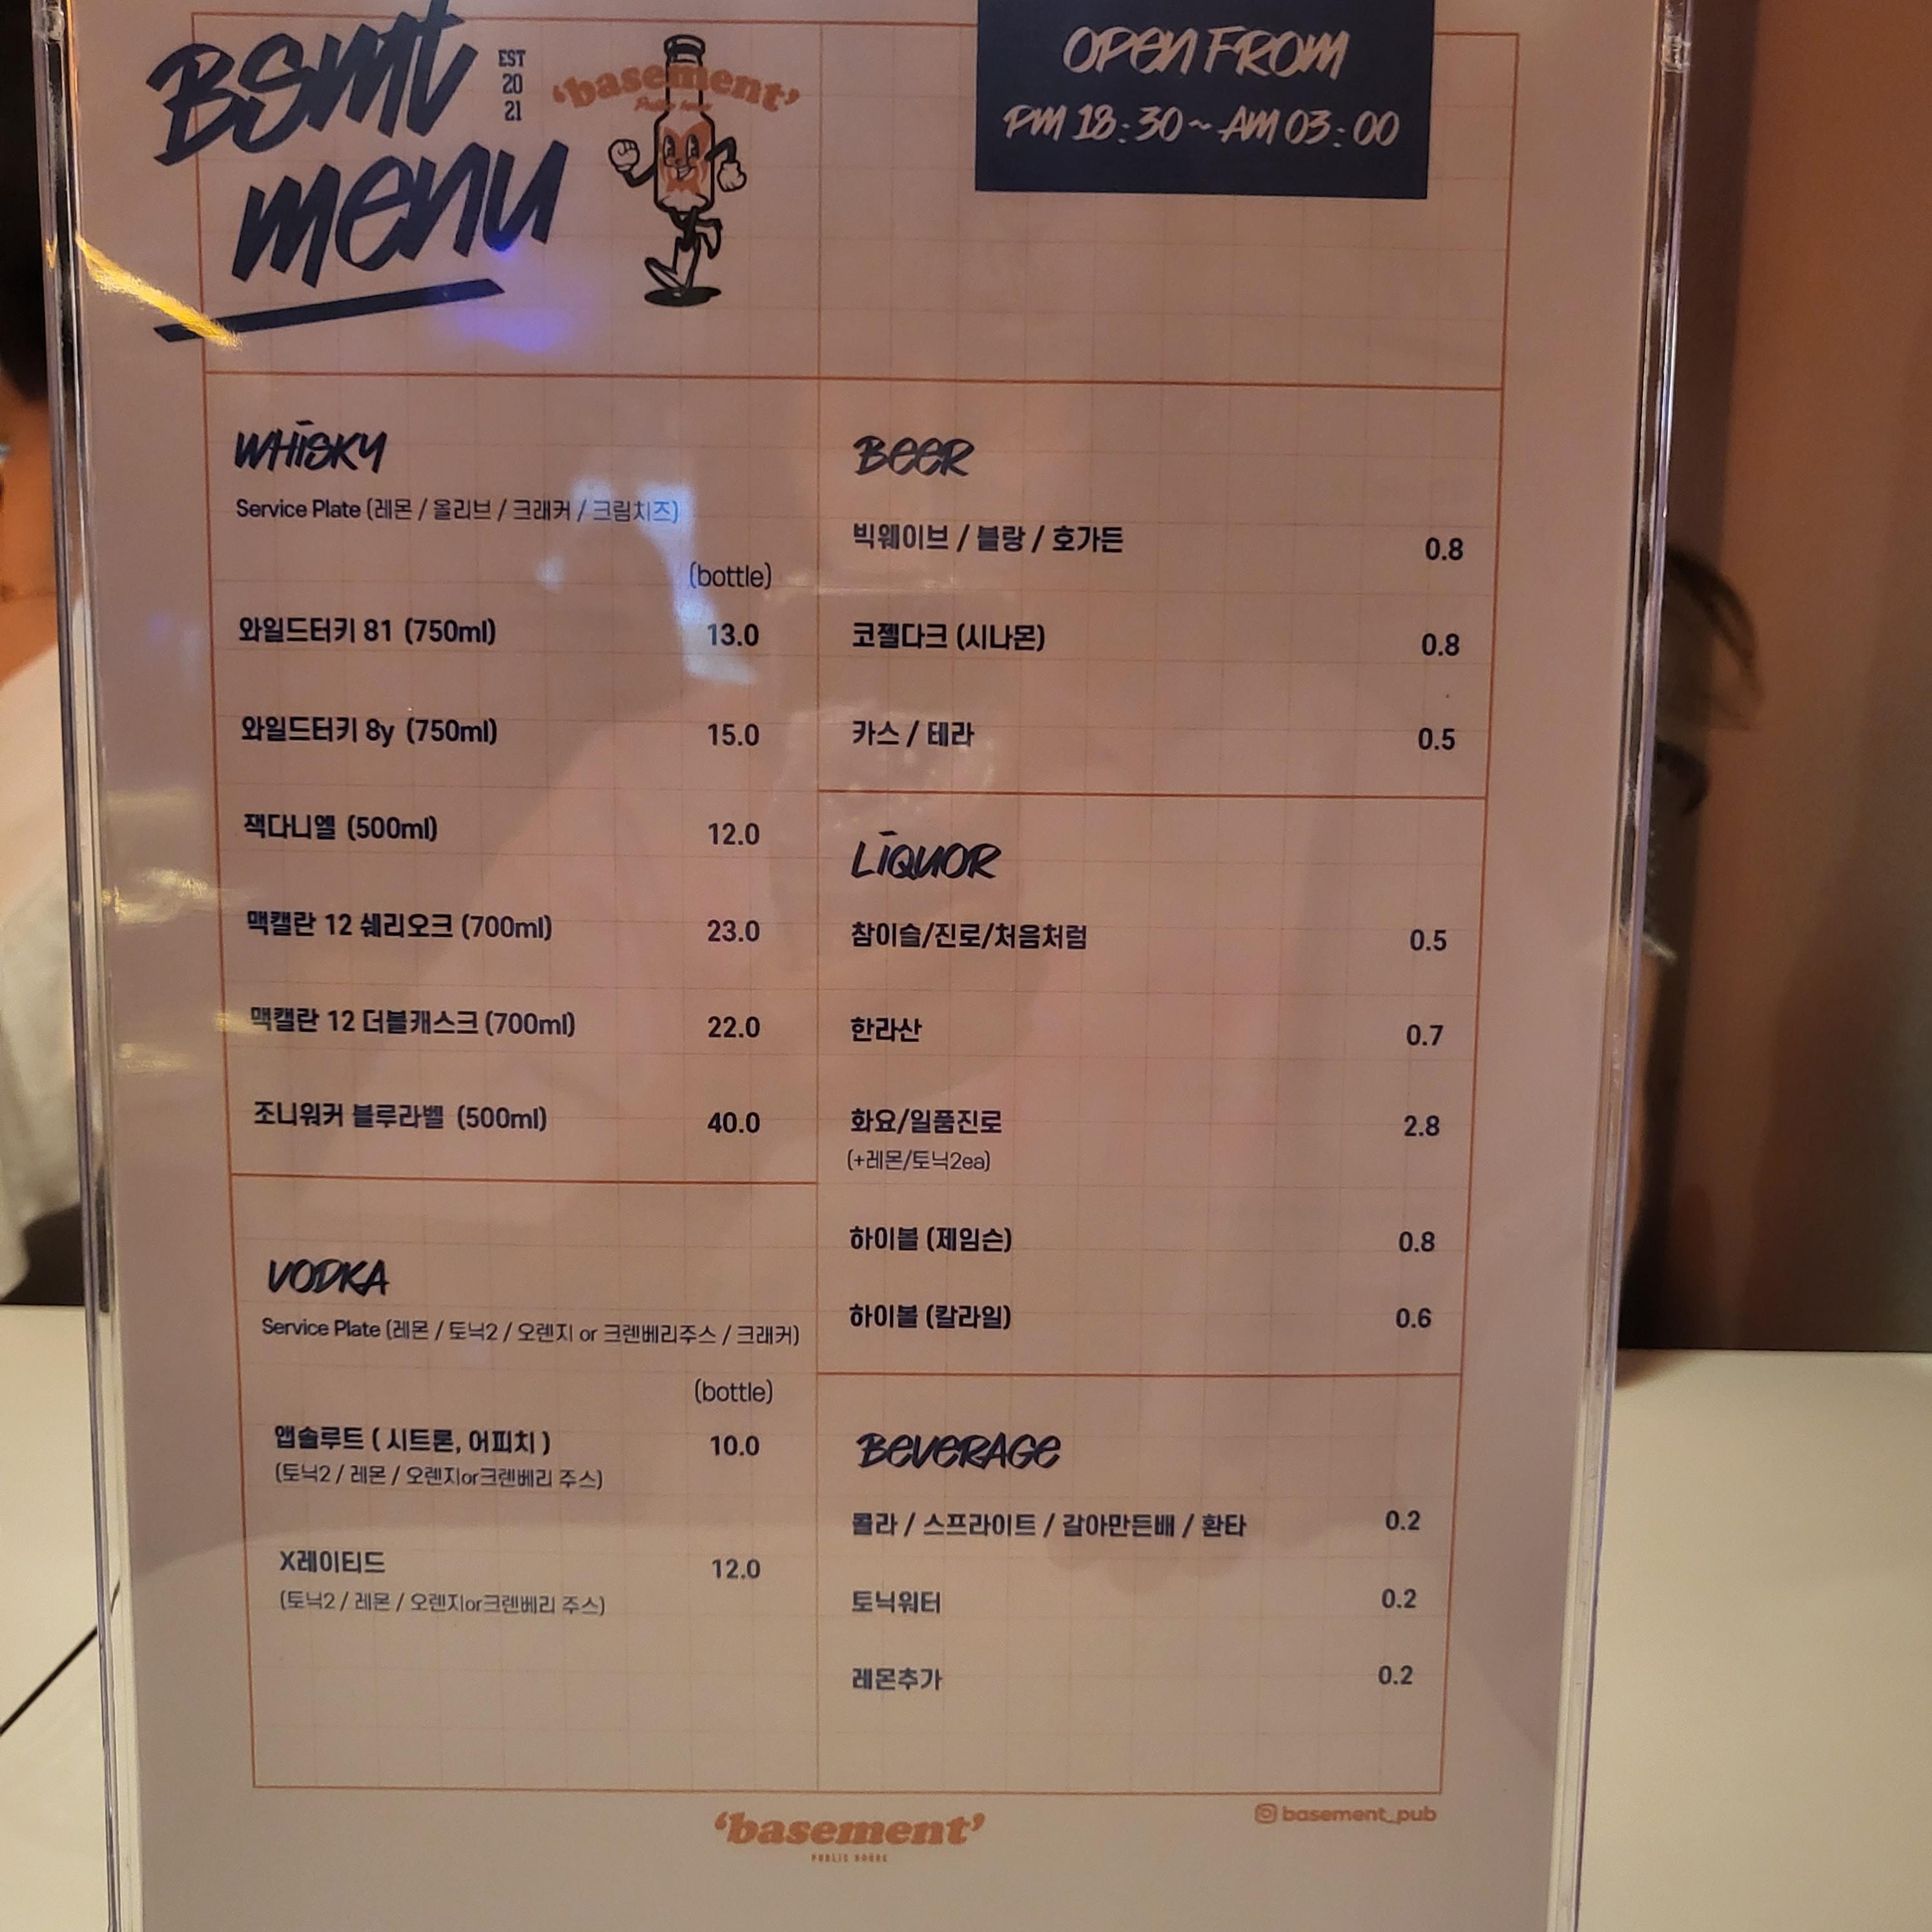 BSMT
menu
EST
20
21
'basement'
OPEN FROM
PM 18:30 ~ AM 03:00
WHISKY
Service Plate (레몬 / 올리브 / 크래커 / 크림치즈)
(bottle)
와일드터키 81 (750ml) 13.0
와일드터키 8y (750ml) 15.0
잭다니엘 (500ml) 12.0
맥캘란 12 쉐리오크 (700ml) 23.0
맥캘란 12 더블캐스크 (700ml) 22.0
조니워커 블루라벨 (500ml) 40.0
VODKA
Service Plate (레몬 / 토닉2 / 오렌지 or 크렌베리주스 / 크래커)
(bottle)
앱솔루트 ( 시트론, 어피치 ) 10.0
(토닉2 / 레몬 / 오렌지or크렌베리 주스)
X레이티드 12.0
(토닉2 / 레몬 / 오렌지or크렌베리 주스)
BEER
빅웨이브 / 블랑 / 호가든 0.8
코젤다크 (시나몬) 0.8
카스 / 테라 0.5
LIQUOR
참이슬/진로/처음처럼 0.5
한라산 0.7
화요/일품진로 2.8
(+레몬/토닉2ea)
하이볼 (제임슨) 0.8
하이볼 (칼라일) 0.6
BEVERAGE
콜라 / 스프라이트 / 갈아만든배 / 환타 0.2
토닉워터 0.2
레몬추가 0.2
'basement'
basement_pub